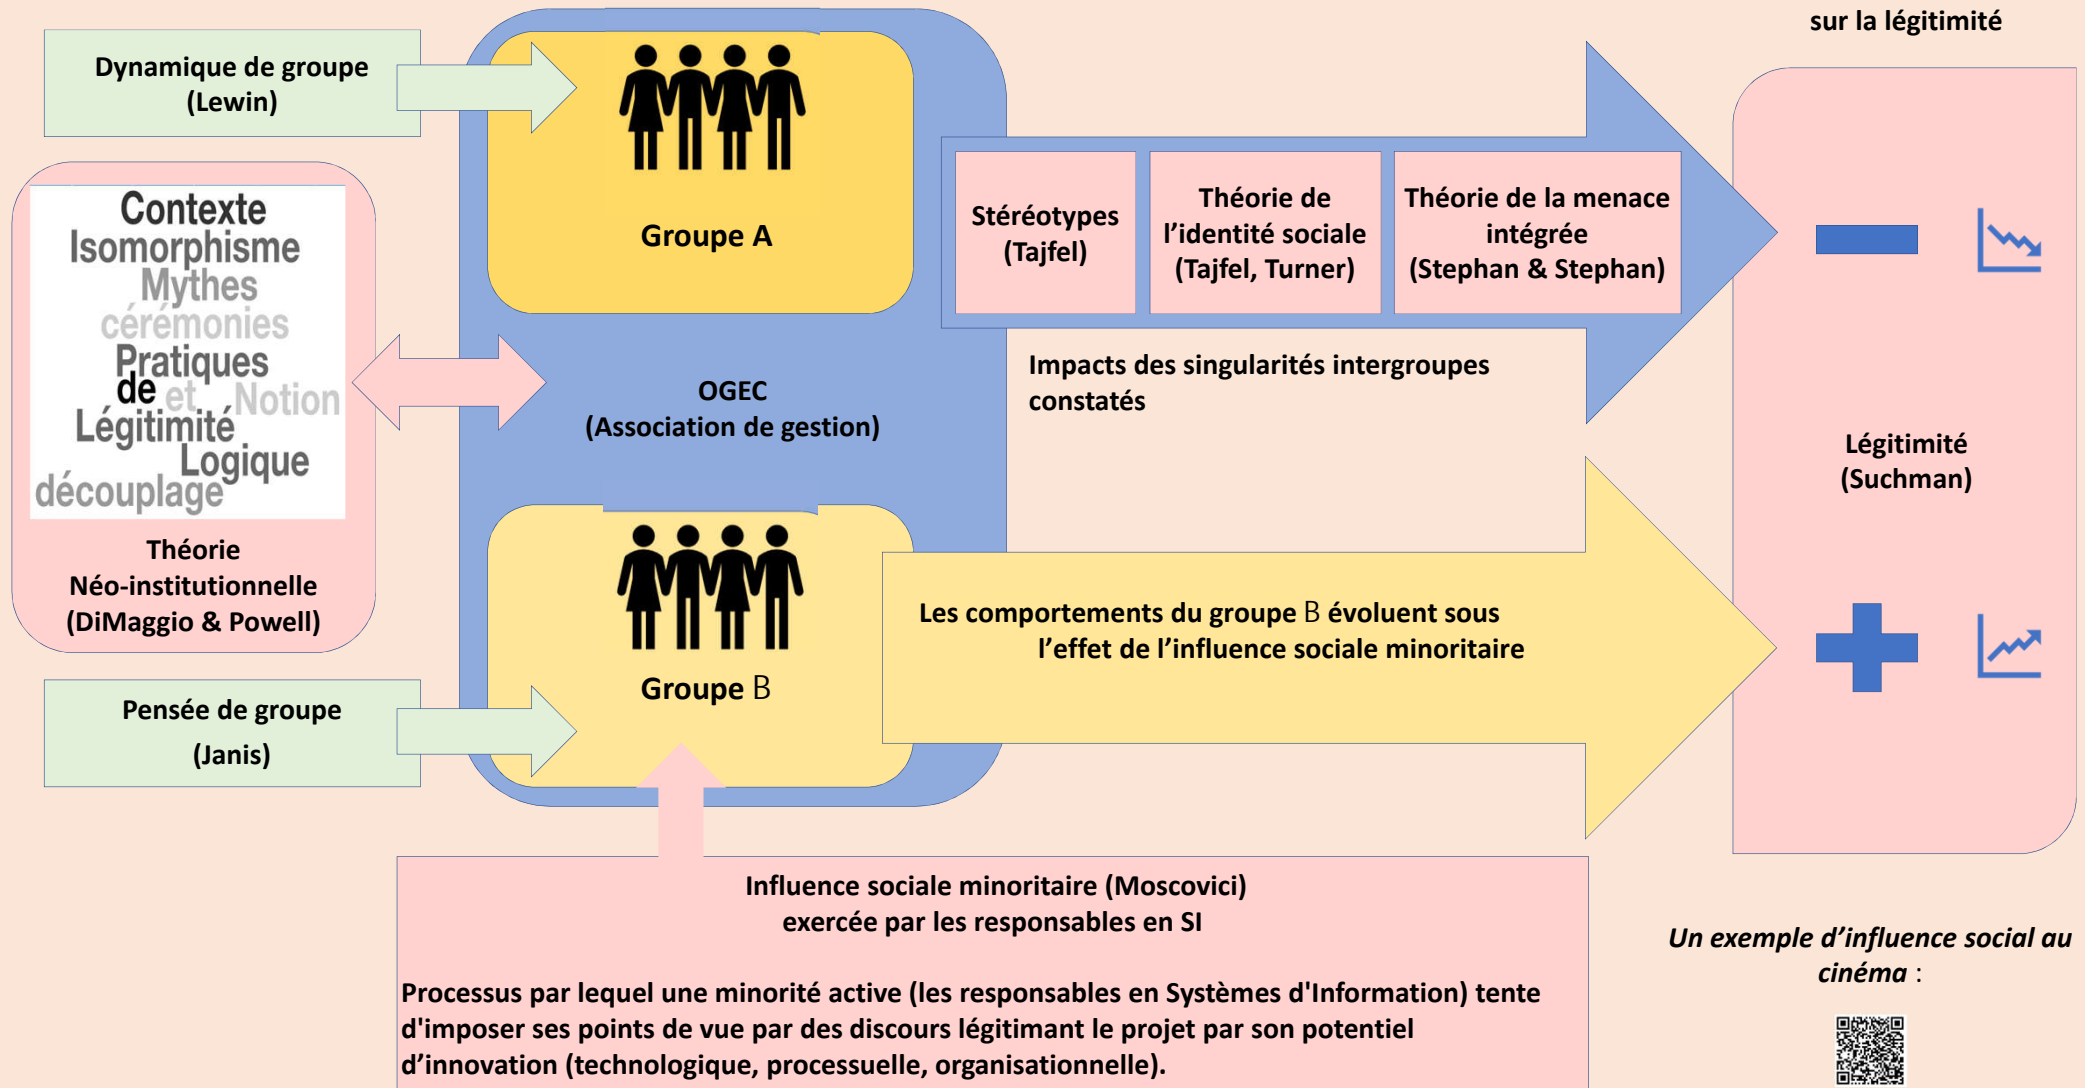 sur la légitimité
Dynamique de groupe
(Lewin)
Groupe A
Stéréotypes
(Tajfel)
Théorie de
l’identité sociale
(Tajfel, Turner)
Théorie de la menace
intégrée
(Stephan & Stephan)
Contexte
Isomorphisme
Mythes
cérémonies
Pratiques
de et Notion
Légitimité
Logique
découplage
Théorie
Néo-institutionnelle
(DiMaggio & Powell)
OGEC
(Association de gestion)
Impacts des singularités intergroupes
constatés
Légitimité
(Suchman)
Groupe B
Les comportements du groupe B évoluent sous
l’effet de l’influence sociale minoritaire
Pensée de groupe
(Janis)
Influence sociale minoritaire (Moscovici)
exercée par les responsables en SI
Processus par lequel une minorité active (les responsables en Systèmes d'Information) tente
d'imposer ses points de vue par des discours légitimant le projet par son potentiel
d’innovation (technologique, processuelle, organisationnelle).
Un exemple d’influence social au
cinéma :